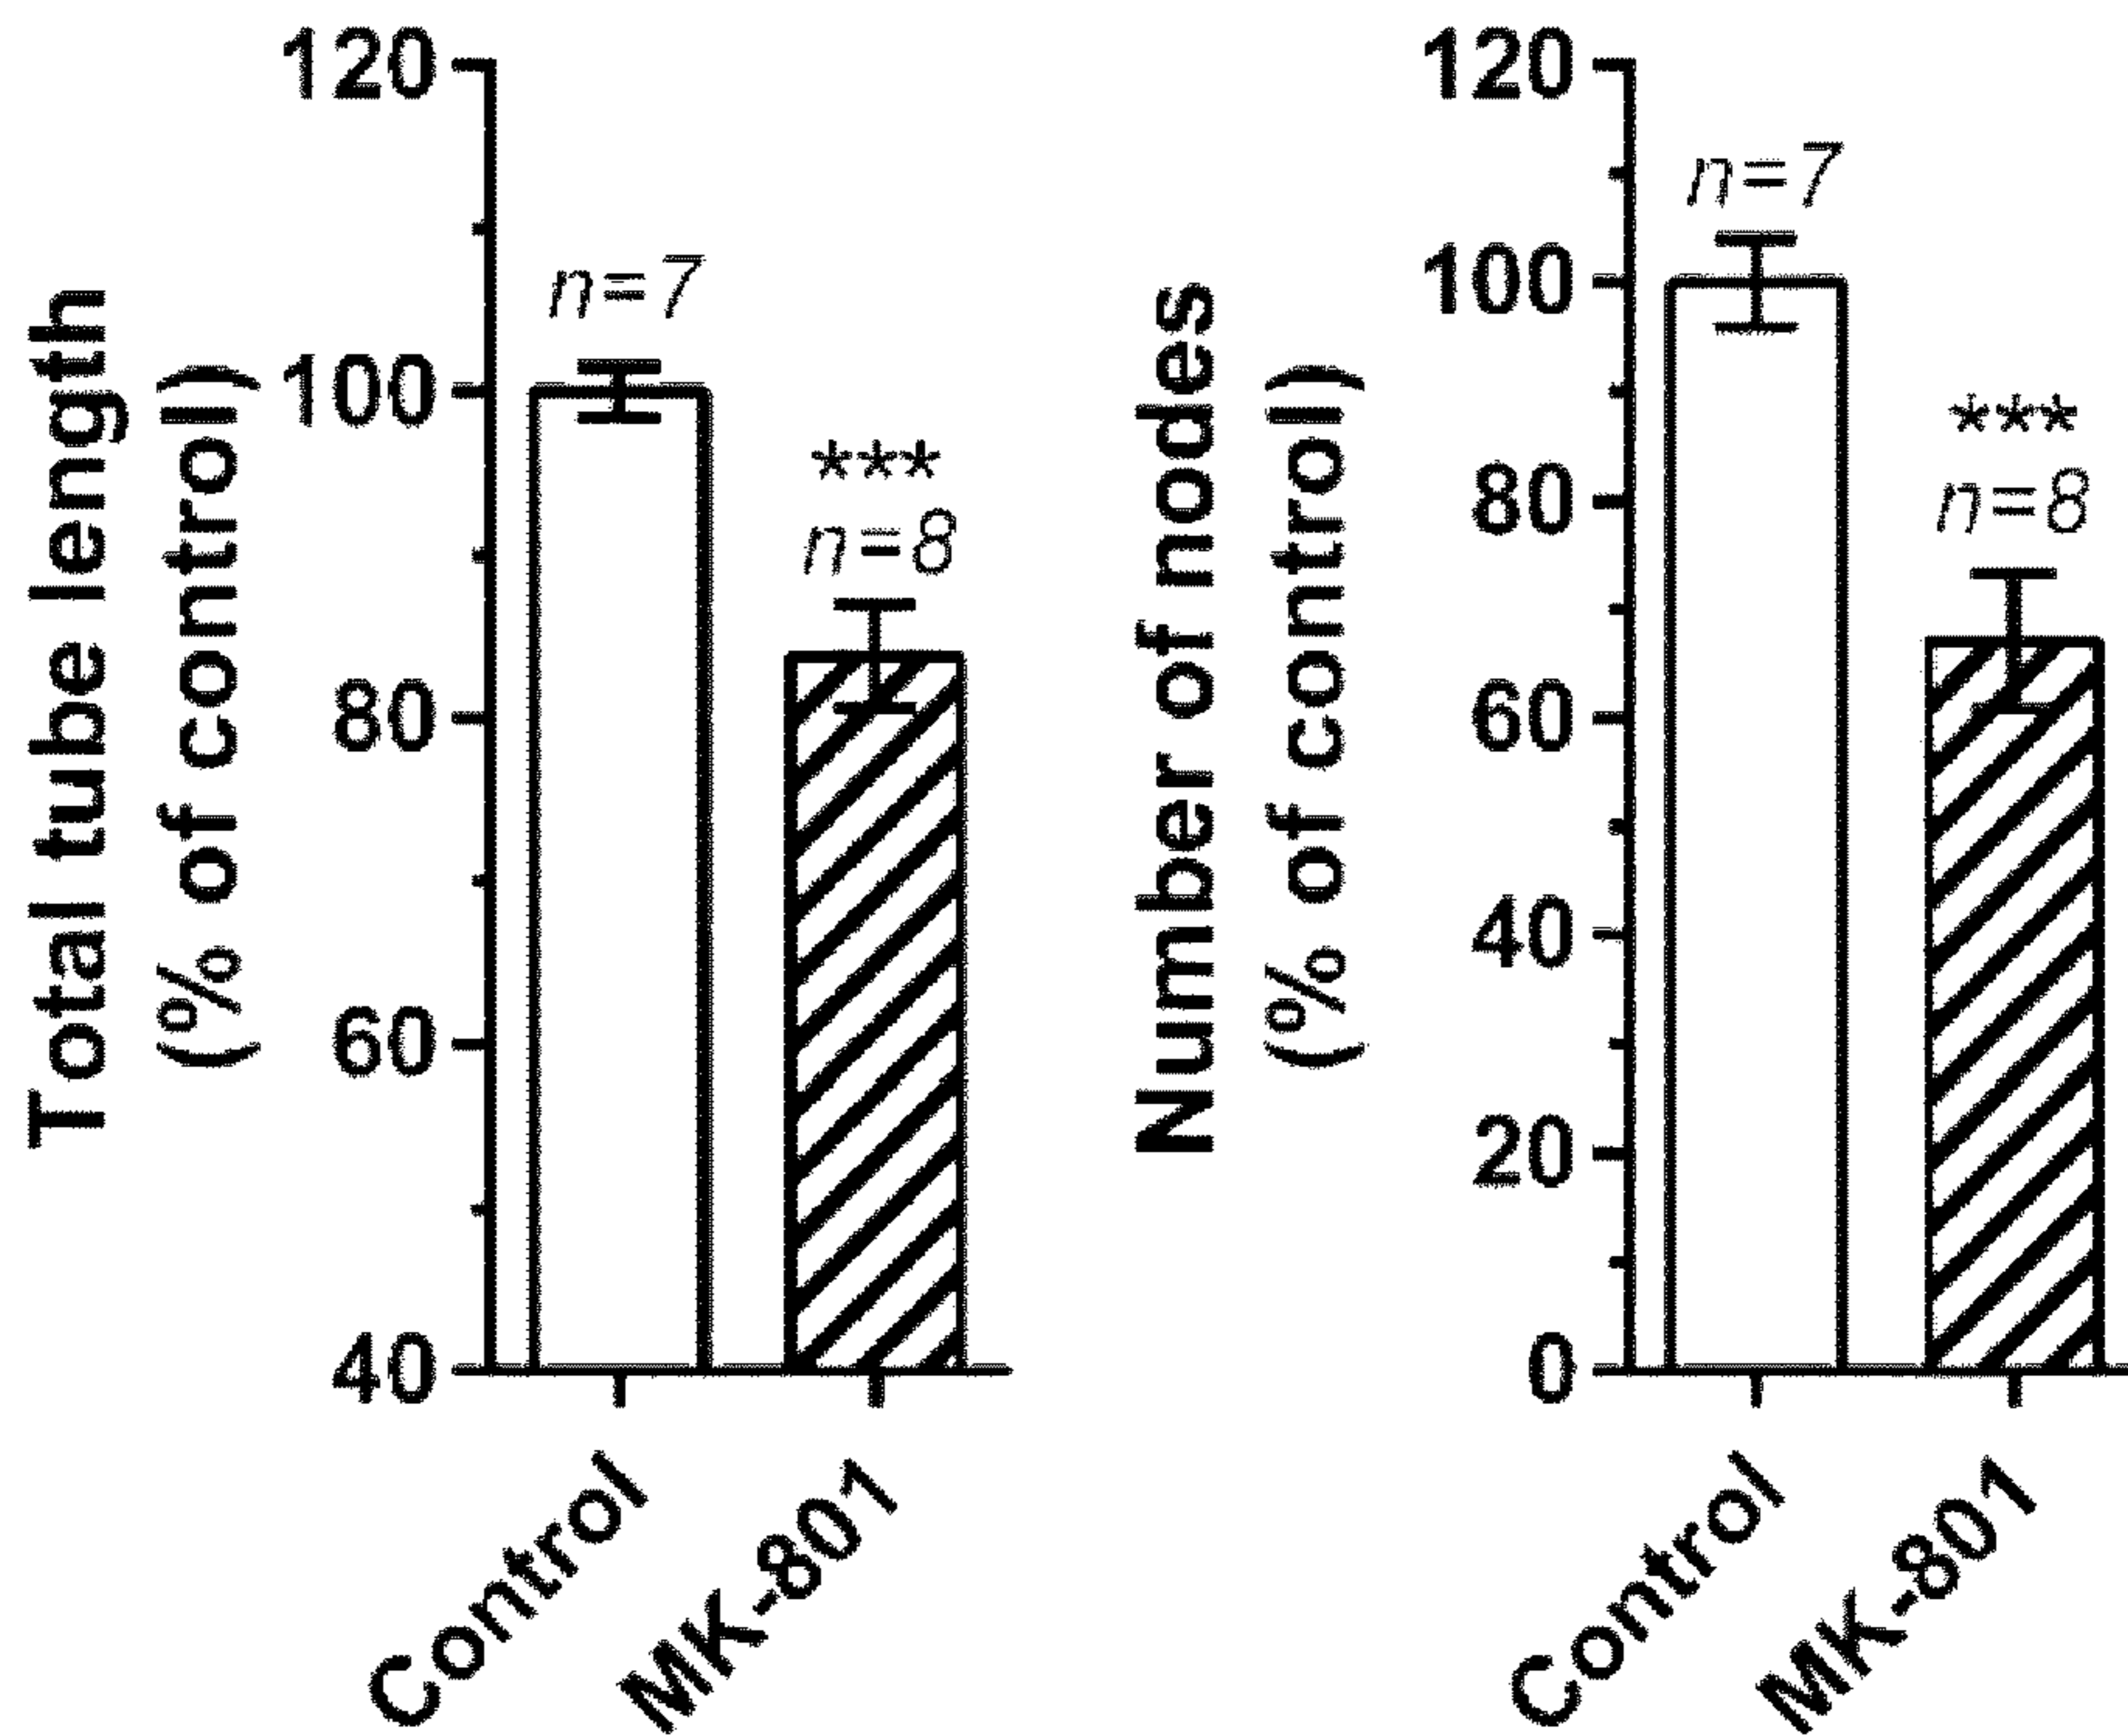 Total tube length
(% of control)
120
100
80
60
40
n=7
***
n=8
Control
MK-801
Number of nodes
(% of control)
120
100
80
60
40
20
0
n=7
***
n=8
Control
MK-801